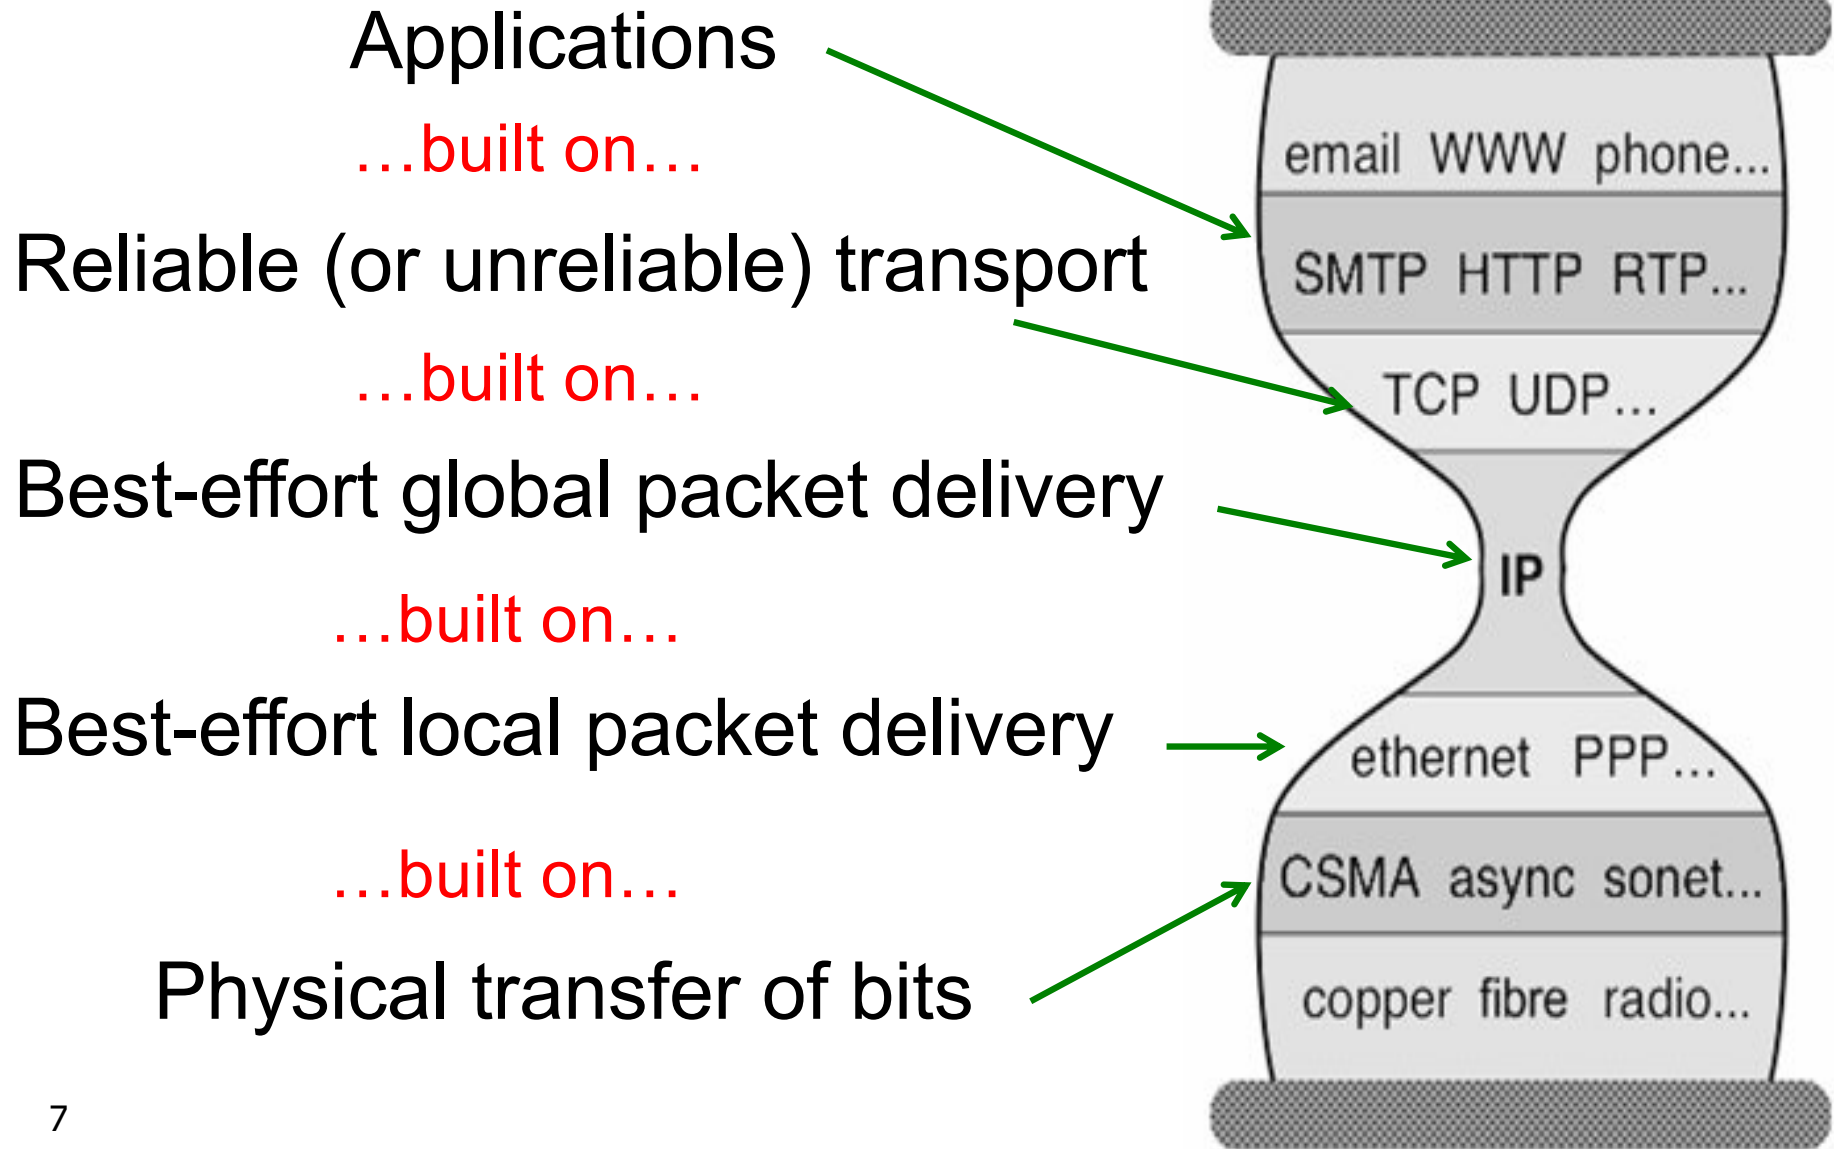 Applications
…built on…
Reliable (or unreliable) transport
…built on…
Best-effort global packet delivery
…built on…
Best-effort local packet delivery
…built on…
Physical transfer of bits
7
email WWW phone...
SMTP HTTP RTP...
TCP UDP…
IP
ethernet PPP…
CSMA async sonet...
copper fibre radio...